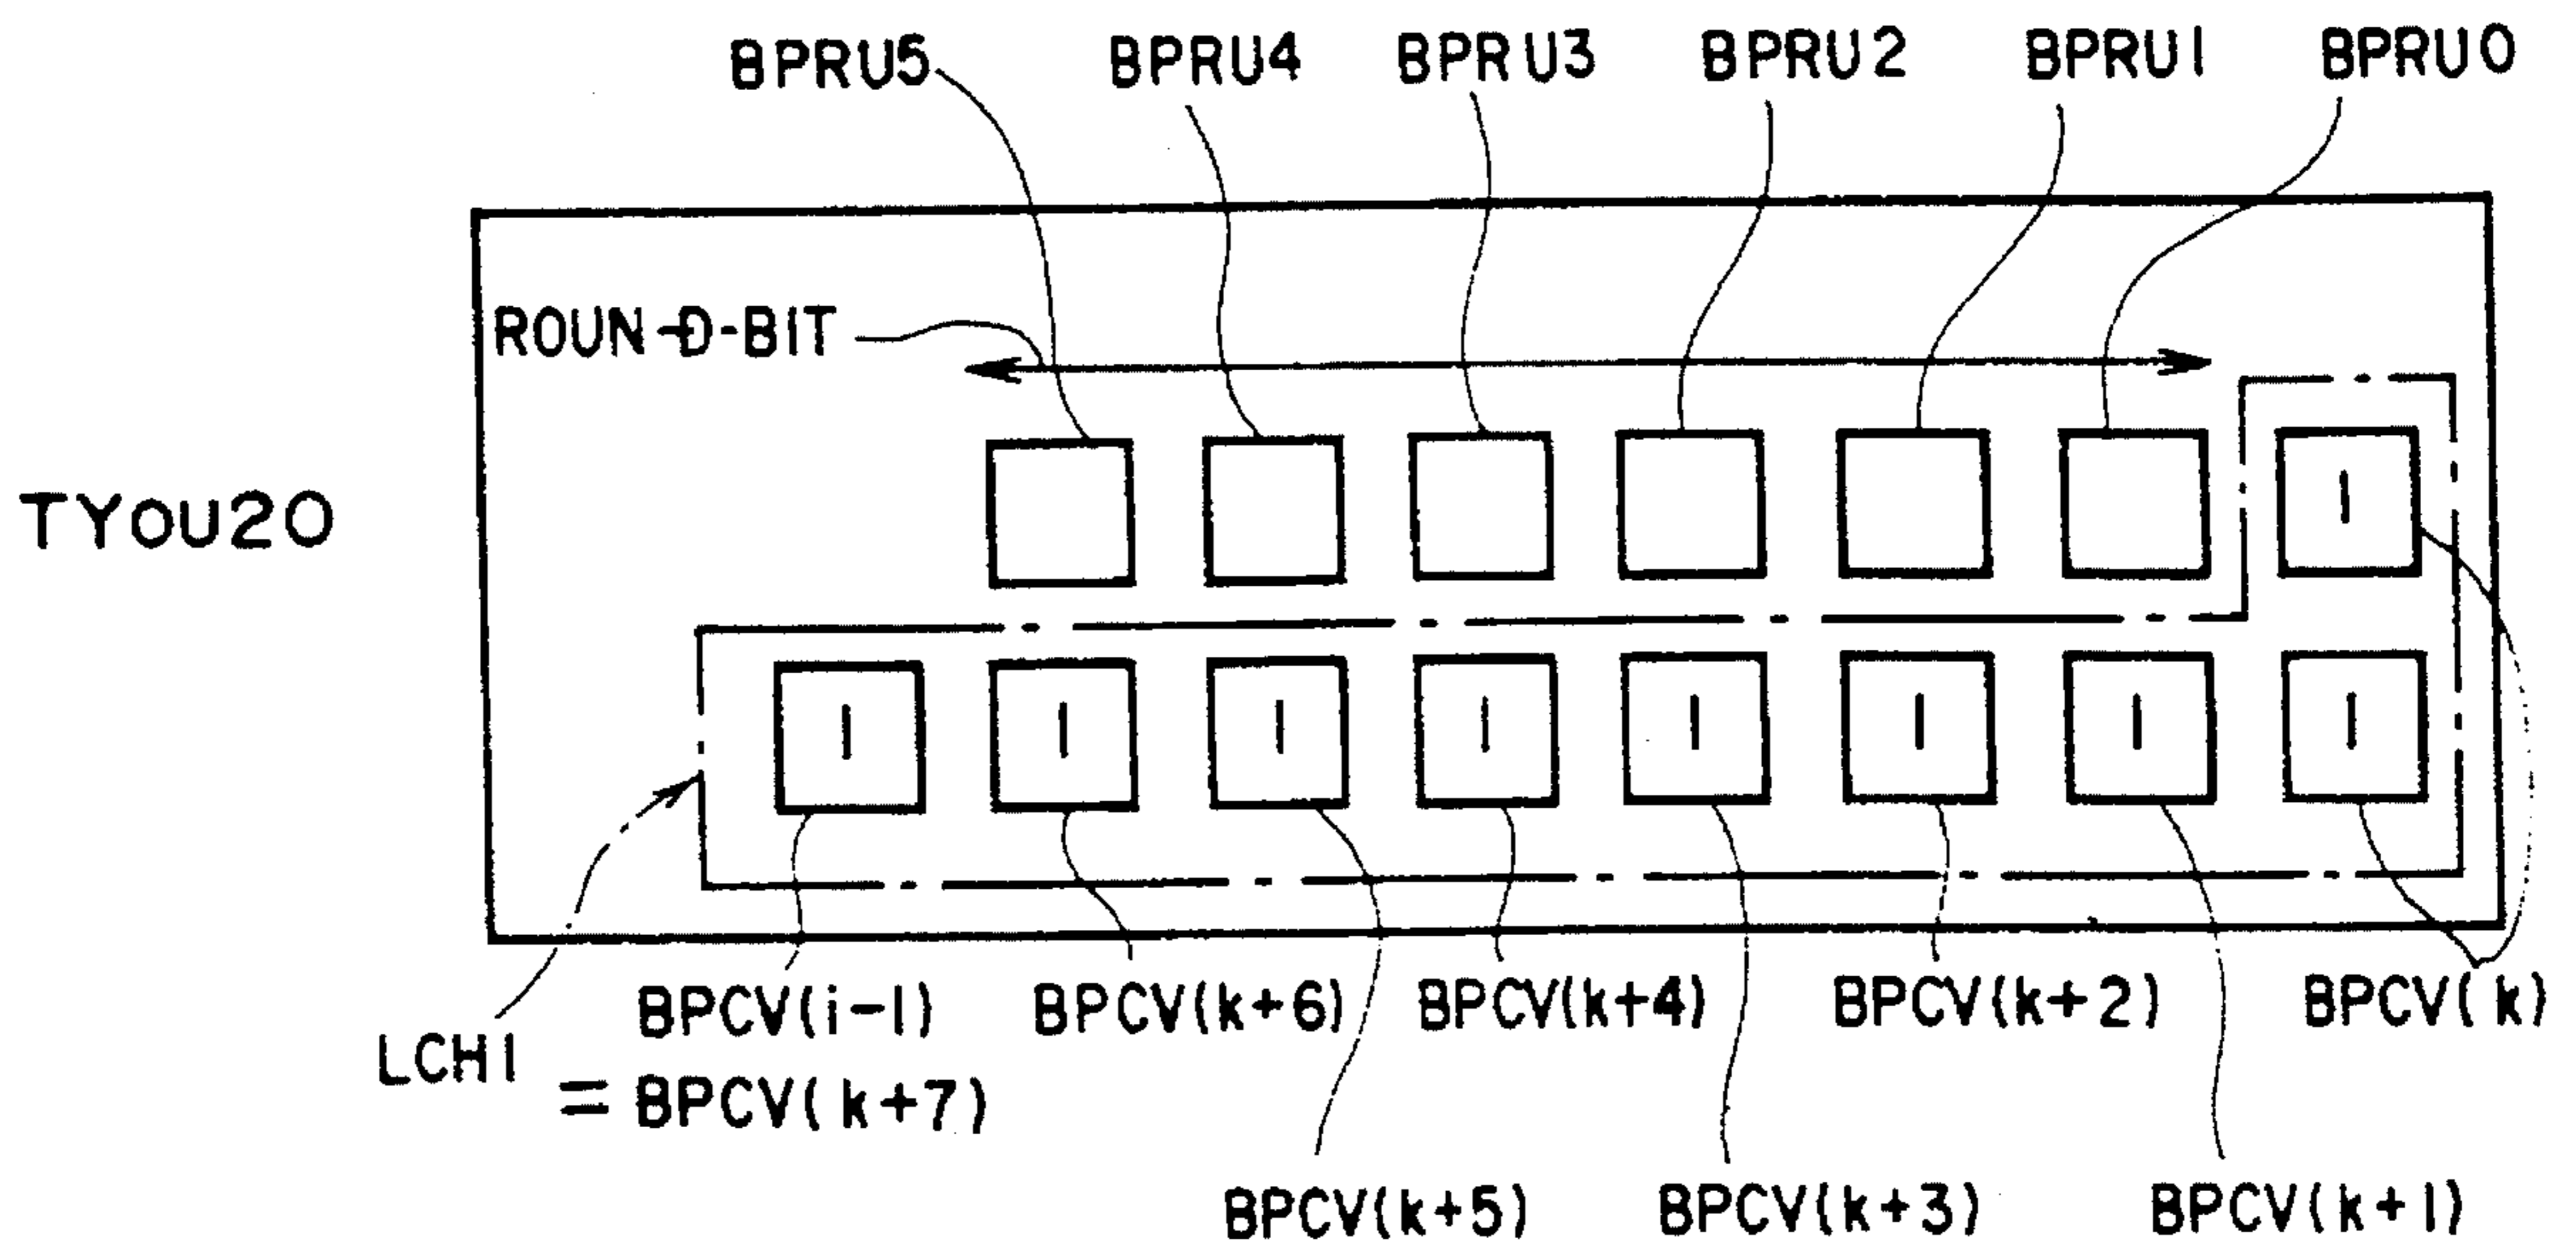 BPRU5 BPRU4 BPRU3 BPRU2 BPRU1 BPRU0
ROUN-D-BIT
TYOU20
1
1 1 1 1 1 1 1 1
BPCV(i-1) BPCV(k+6) BPCV(k+4) BPCV(k+2) BPCV(k)
LCH1
= BPCV(k+7)
BPCV(k+5) BPCV(k+3) BPCV(k+1)